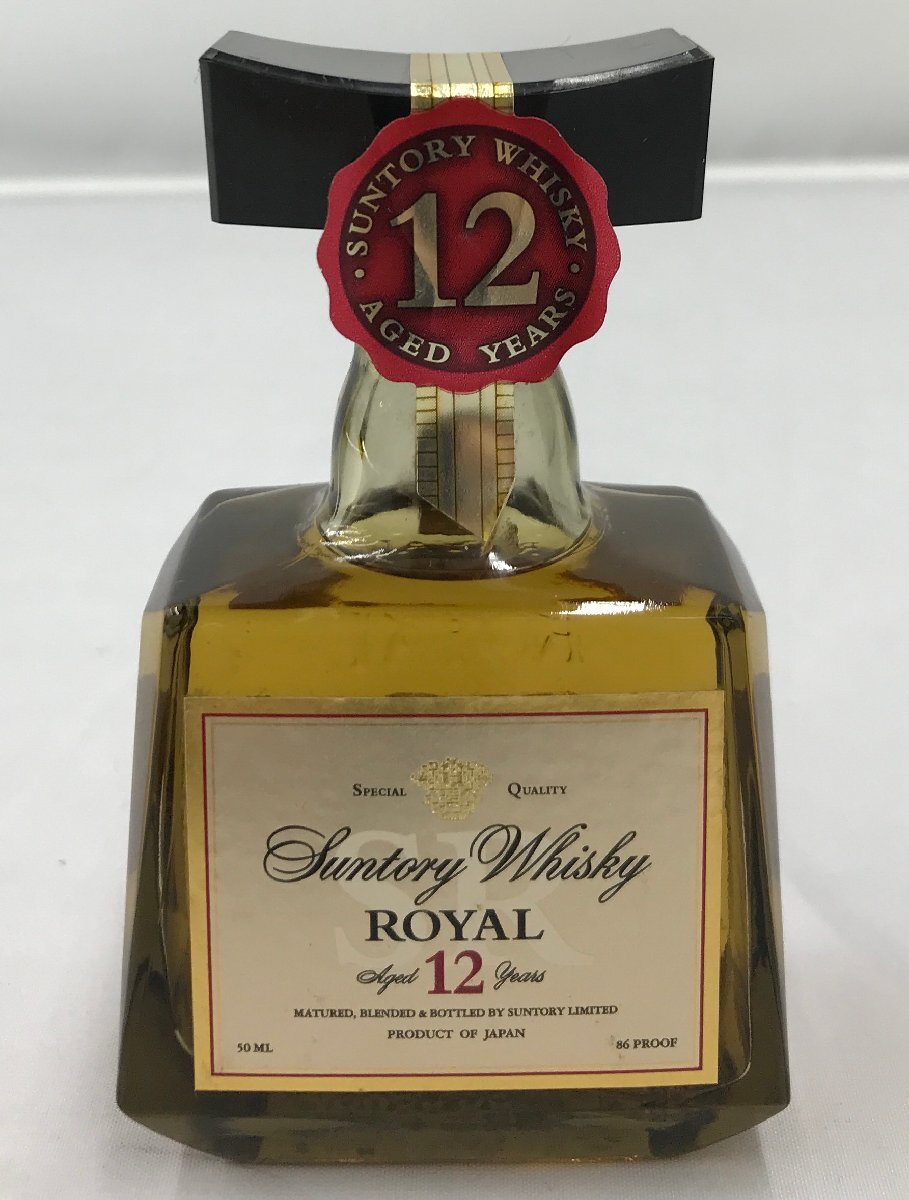 SUNTORY WHISKY
12
AGED YEARS
SPECIAL QUALITY
SR
Suntory Whisky
ROYAL
Aged 12 Years
MATURED, BLENDED & BOTTLED BY SUNTORY LIMITED
PRODUCT OF JAPAN
50 ML 86 PROOF